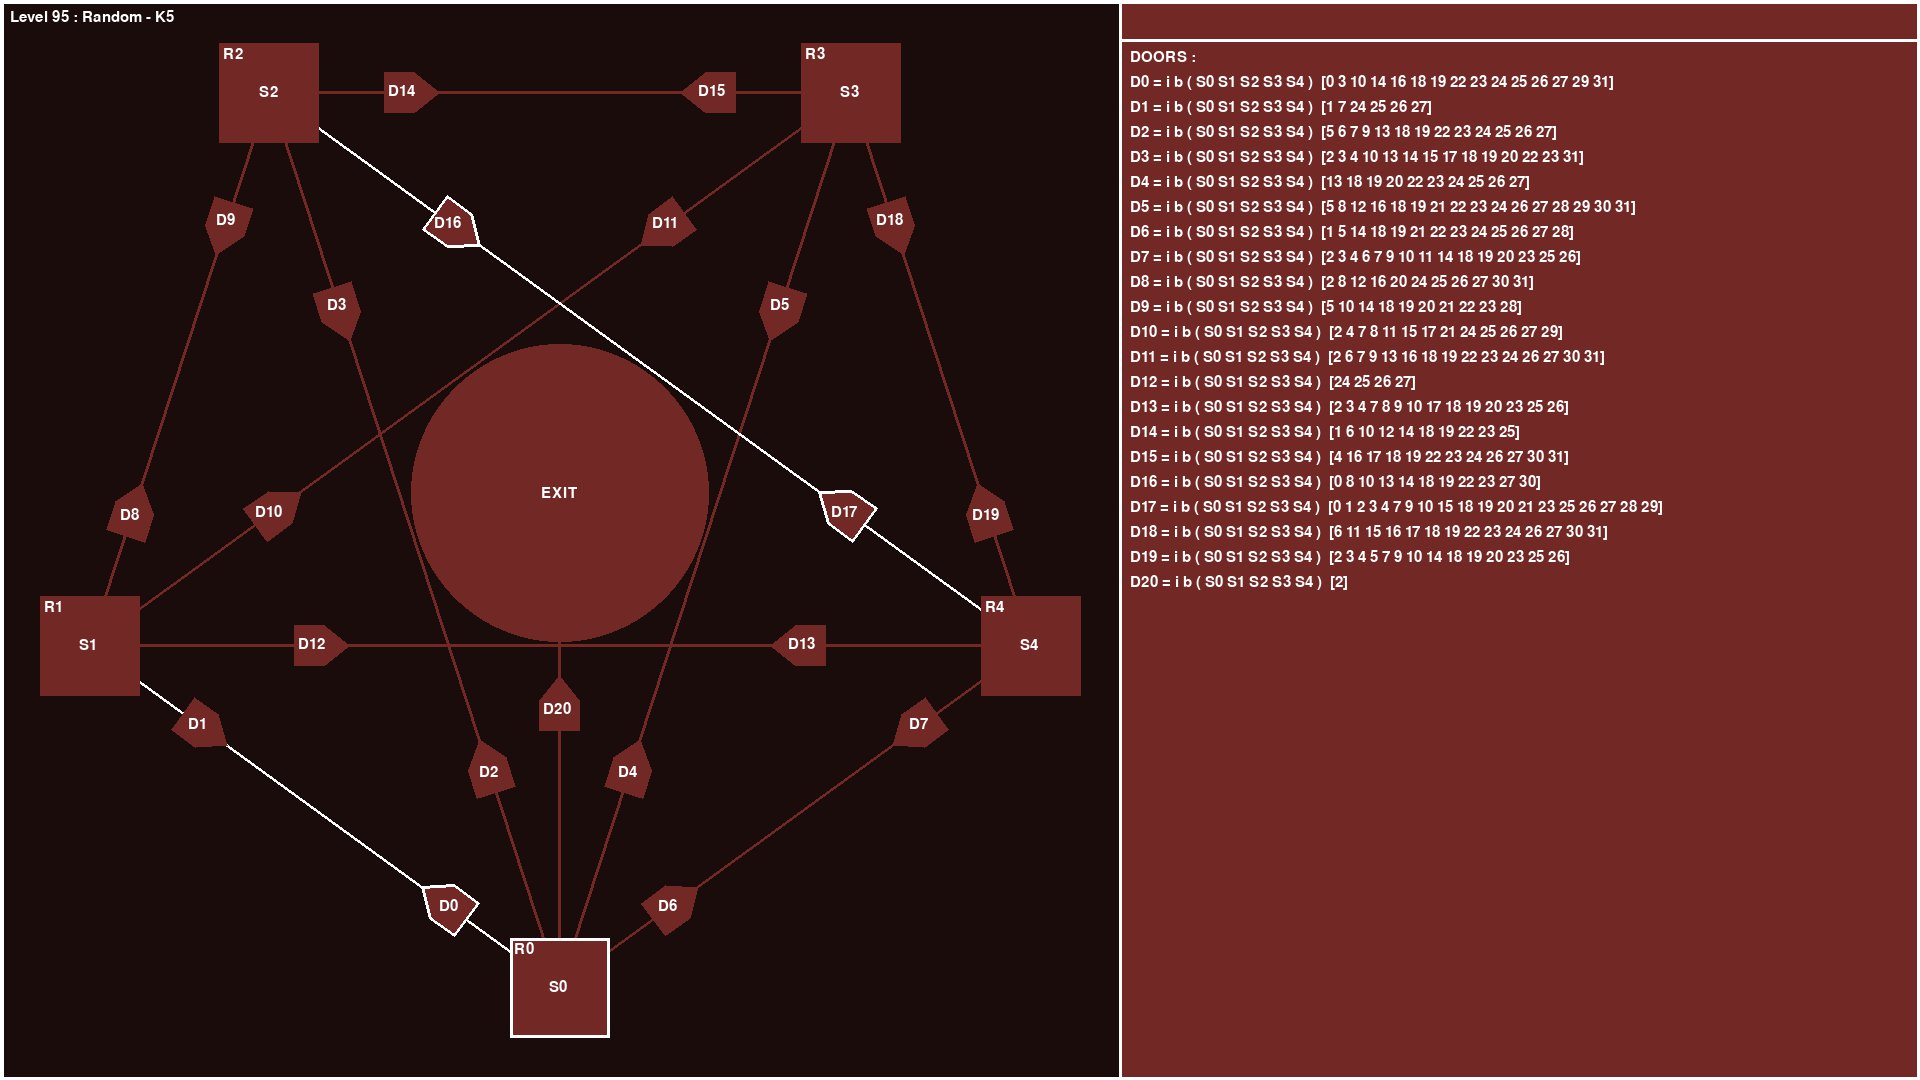 Level 95 : Random - K5
R2
S2
D14
D15
R3
S3
D9
D16
D11
D18
D3
D5
EXIT
D8
D10
D17
D19
R1
S1
D12
D13
R4
S4
D1
D20
D7
D2
D4
D0
D6
R0
S0
DOORS :
D0 = i b ( S0 S1 S2 S3 S4 ) [0 3 10 14 16 18 19 22 23 24 25 26 27 29 31]
D1 = i b ( S0 S1 S2 S3 S4 ) [1 7 24 25 26 27]
D2 = i b ( S0 S1 S2 S3 S4 ) [5 6 7 9 13 18 19 22 23 24 25 26 27]
D3 = i b ( S0 S1 S2 S3 S4 ) [2 3 4 10 13 14 15 17 18 19 20 22 23 31]
D4 = i b ( S0 S1 S2 S3 S4 ) [13 18 19 20 22 23 24 25 26 27]
D5 = i b ( S0 S1 S2 S3 S4 ) [5 8 12 16 18 19 21 22 23 24 26 27 28 29 30 31]
D6 = i b ( S0 S1 S2 S3 S4 ) [1 5 14 18 19 21 22 23 24 25 26 27 28]
D7 = i b ( S0 S1 S2 S3 S4 ) [2 3 4 6 7 9 10 11 14 18 19 20 23 25 26]
D8 = i b ( S0 S1 S2 S3 S4 ) [2 8 12 16 20 24 25 26 27 30 31]
D9 = i b ( S0 S1 S2 S3 S4 ) [5 10 14 18 19 20 21 22 23 28]
D10 = i b ( S0 S1 S2 S3 S4 ) [2 4 7 8 11 15 17 21 24 25 26 27 29]
D11 = i b ( S0 S1 S2 S3 S4 ) [2 6 7 9 13 16 18 19 22 23 24 26 27 30 31]
D12 = i b ( S0 S1 S2 S3 S4 ) [24 25 26 27]
D13 = i b ( S0 S1 S2 S3 S4 ) [2 3 4 7 8 9 10 17 18 19 20 23 25 26]
D14 = i b ( S0 S1 S2 S3 S4 ) [1 6 10 12 14 18 19 22 23 25]
D15 = i b ( S0 S1 S2 S3 S4 ) [4 16 17 18 19 22 23 24 26 27 30 31]
D16 = i b ( S0 S1 S2 S3 S4 ) [0 8 10 13 14 18 19 22 23 27 30]
D17 = i b ( S0 S1 S2 S3 S4 ) [0 1 2 3 4 7 9 10 15 18 19 20 21 23 25 26 27 28 29]
D18 = i b ( S0 S1 S2 S3 S4 ) [6 11 15 16 17 18 19 22 23 24 26 27 30 31]
D19 = i b ( S0 S1 S2 S3 S4 ) [2 3 4 5 7 9 10 14 18 19 20 23 25 26]
D20 = i b ( S0 S1 S2 S3 S4 ) [2]